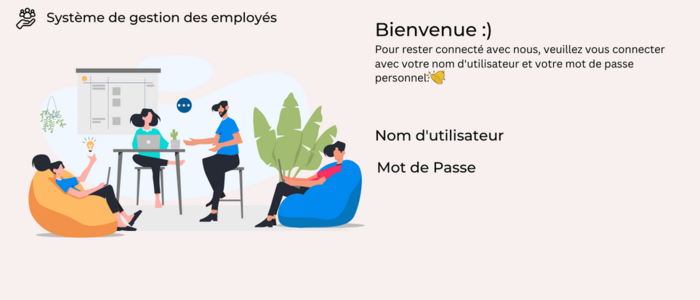 Système de gestion des employés
Bienvenue :)
Pour rester connecté avec nous, veuillez vous connecter
avec votre nom d'utilisateur et votre mot de passe
personnel:
Nom d'utilisateur
Mot de Passe